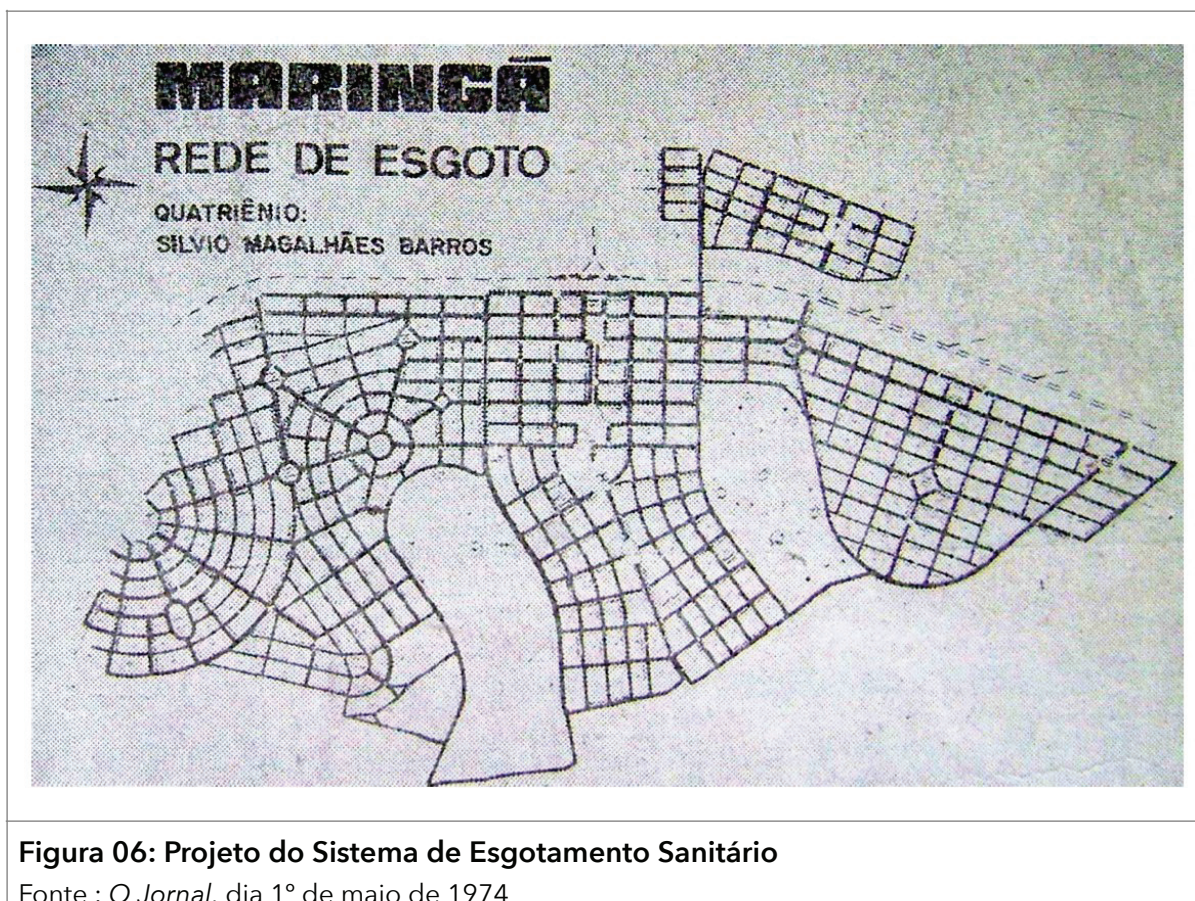 MARINGÁ
REDE DE ESGOTO
QUATRIÊNIO:
SILVIO MAGALHÃES BARROS
Figura 06: Projeto do Sistema de Esgotamento Sanitário
Fonte : O Jornal, dia 1º de maio de 1974